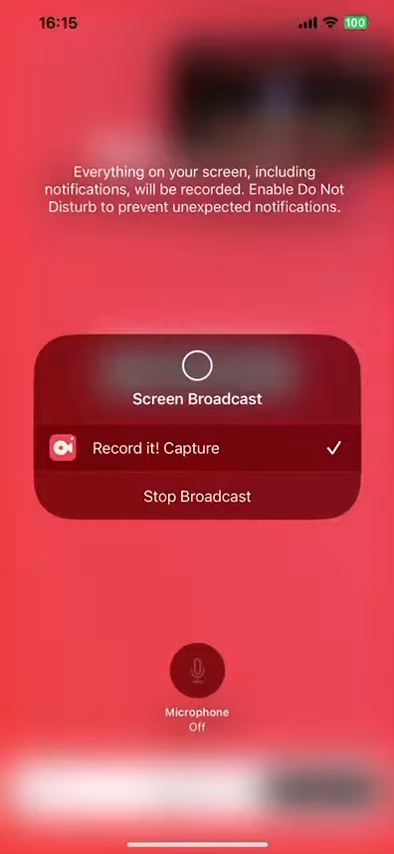 16:15
100
Everything on your screen, including
notifications, will be recorded. Enable Do Not
Disturb to prevent unexpected notifications.
Screen Broadcast
Record it! Capture
Stop Broadcast
Microphone
Off